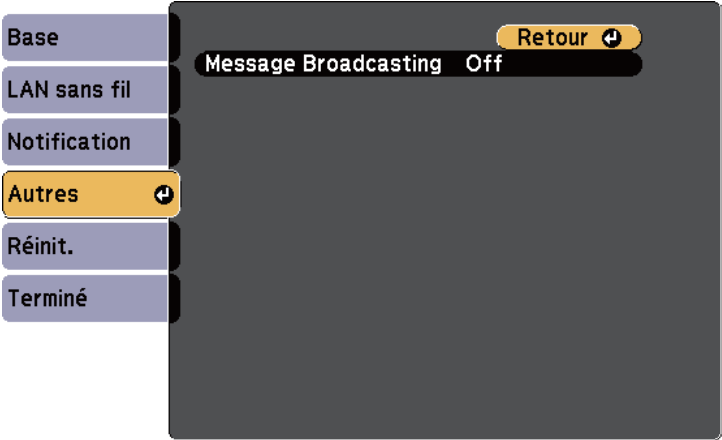 Base
LAN sans fil
Notification
Autres
Réinit.
Terminé
Retour
Message Broadcasting Off